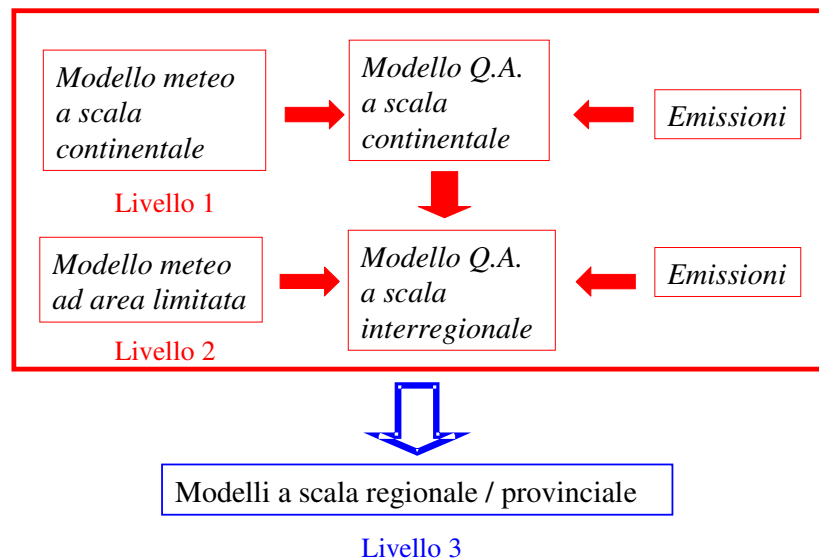 Modello meteo
a scala
continentale
Modello Q.A.
a scala
continentale
Emissioni
Livello 1
Modello meteo
ad area limitata
Modello Q.A.
a scala
interregionale
Emissioni
Livello 2
Modelli a scala regionale / provinciale
Livello 3